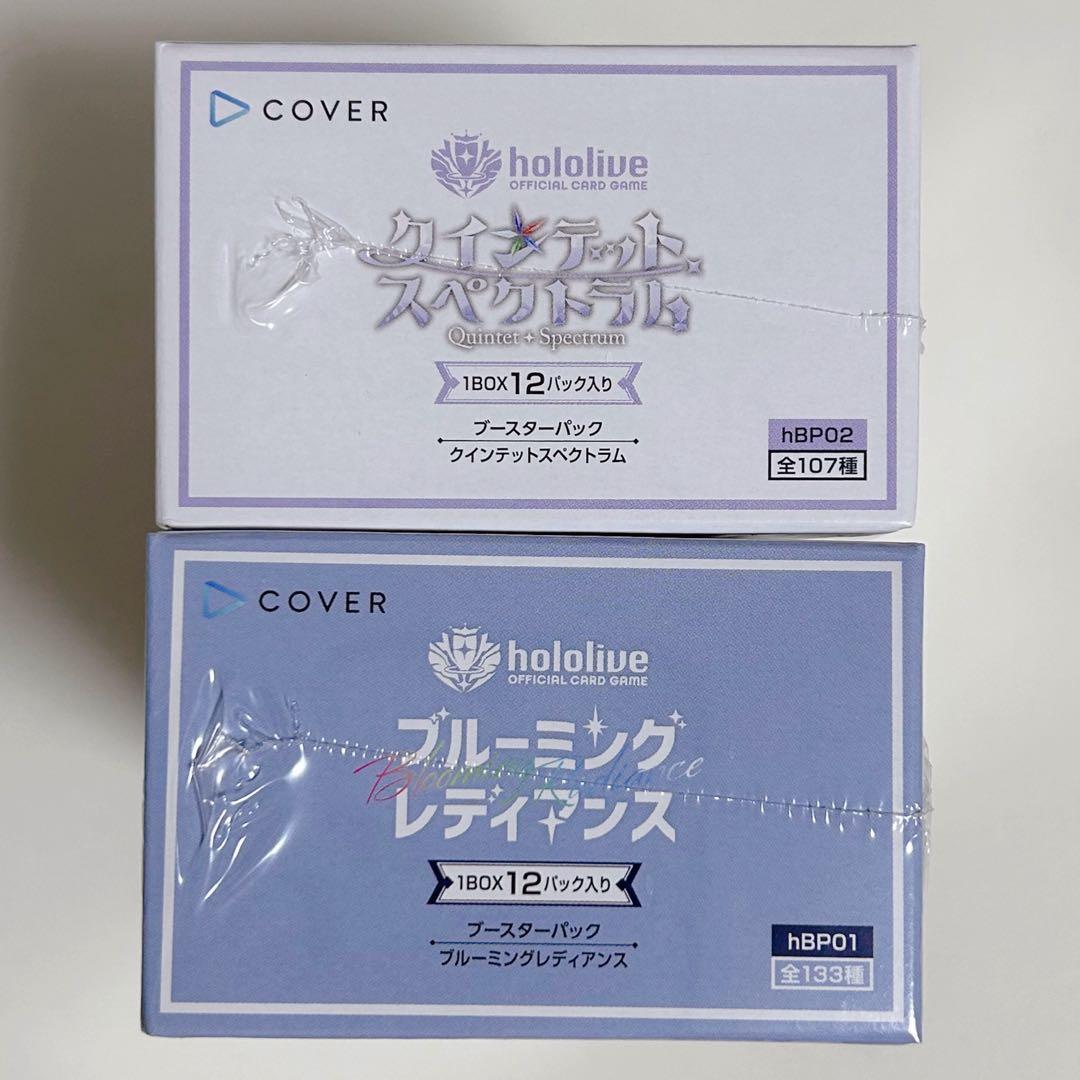 COVER
hololive
OFFICIAL CARD GAME
クインテット
スペクトラム
Quintet Spectrum
1BOX12パック入り
ブースターパック
クインテットスペクトラム
hBP02
全107種
COVER
hololive
OFFICIAL CARD GAME
ブルーミング
Blooming Radiance
レディアンス
1BOX12パック入り
ブースターパック
ブルーミングレディアンス
hBP01
全133種